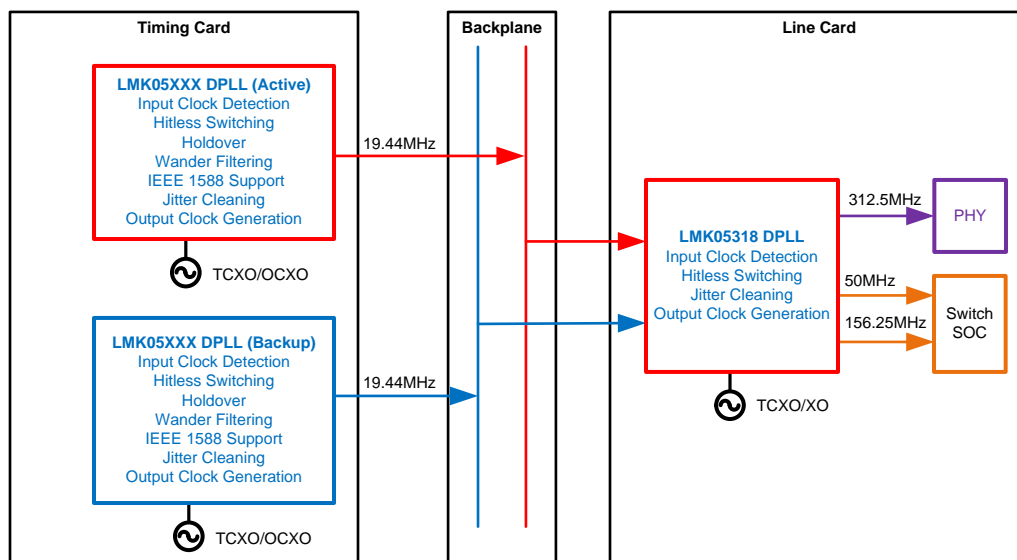 Timing Card
Backplane
Line Card
LMK05XXX DPLL (Active)
Input Clock Detection
Hitless Switching
Holdover
Wander Filtering
IEEE 1588 Support
Jitter Cleaning
Output Clock Generation
19.44MHz
TCXO/OCXO
LMK05XXX DPLL (Backup)
Input Clock Detection
Hitless Switching
Holdover
Wander Filtering
IEEE 1588 Support
Jitter Cleaning
Output Clock Generation
19.44MHz
TCXO/OCXO
LMK05318 DPLL
Input Clock Detection
Hitless Switching
Jitter Cleaning
Output Clock Generation
TCXO/XO
312.5MHz
PHY
50MHz
156.25MHz
Switch
SOC